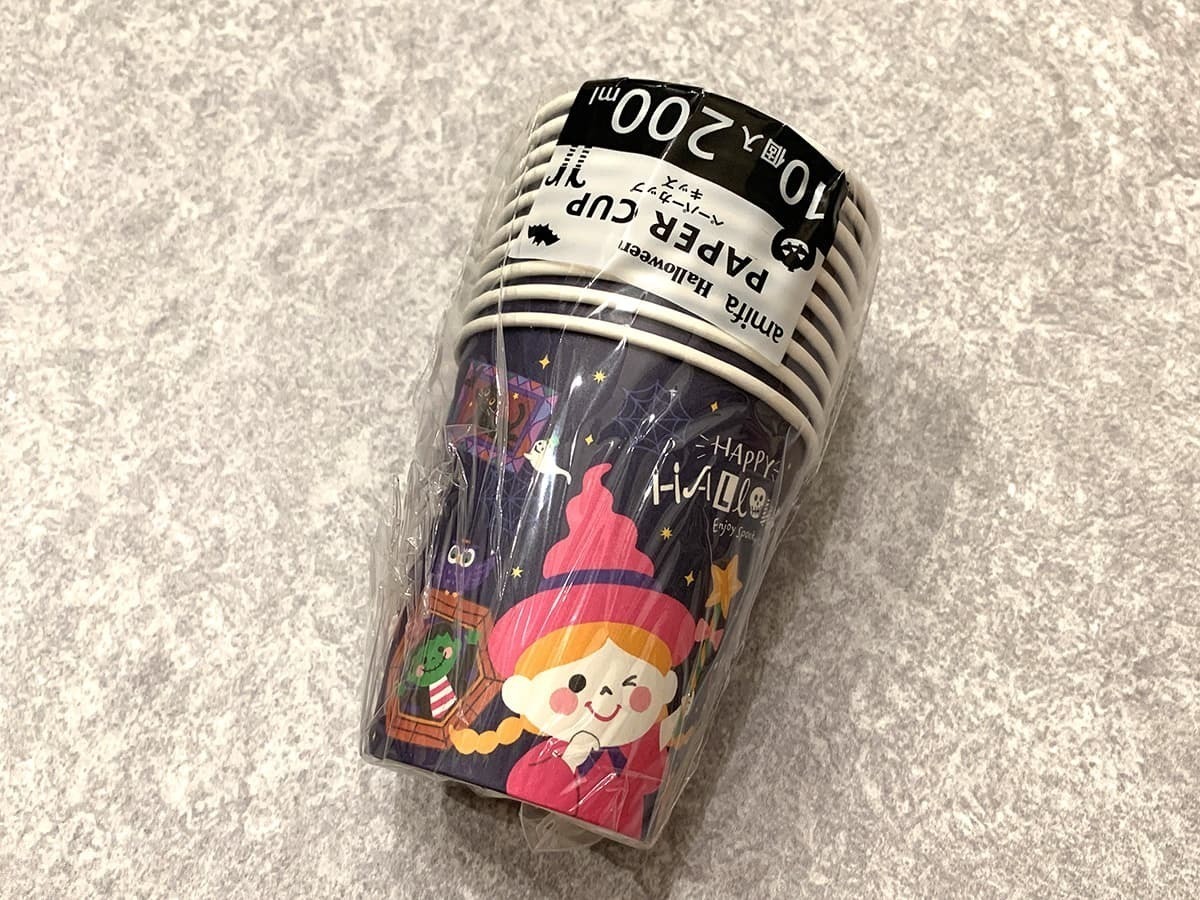 amifa Halloween
PAPER CUP
ペーパーカップ
キッズ
10個入 200ml
HAPPY
HALLO
Enjoy